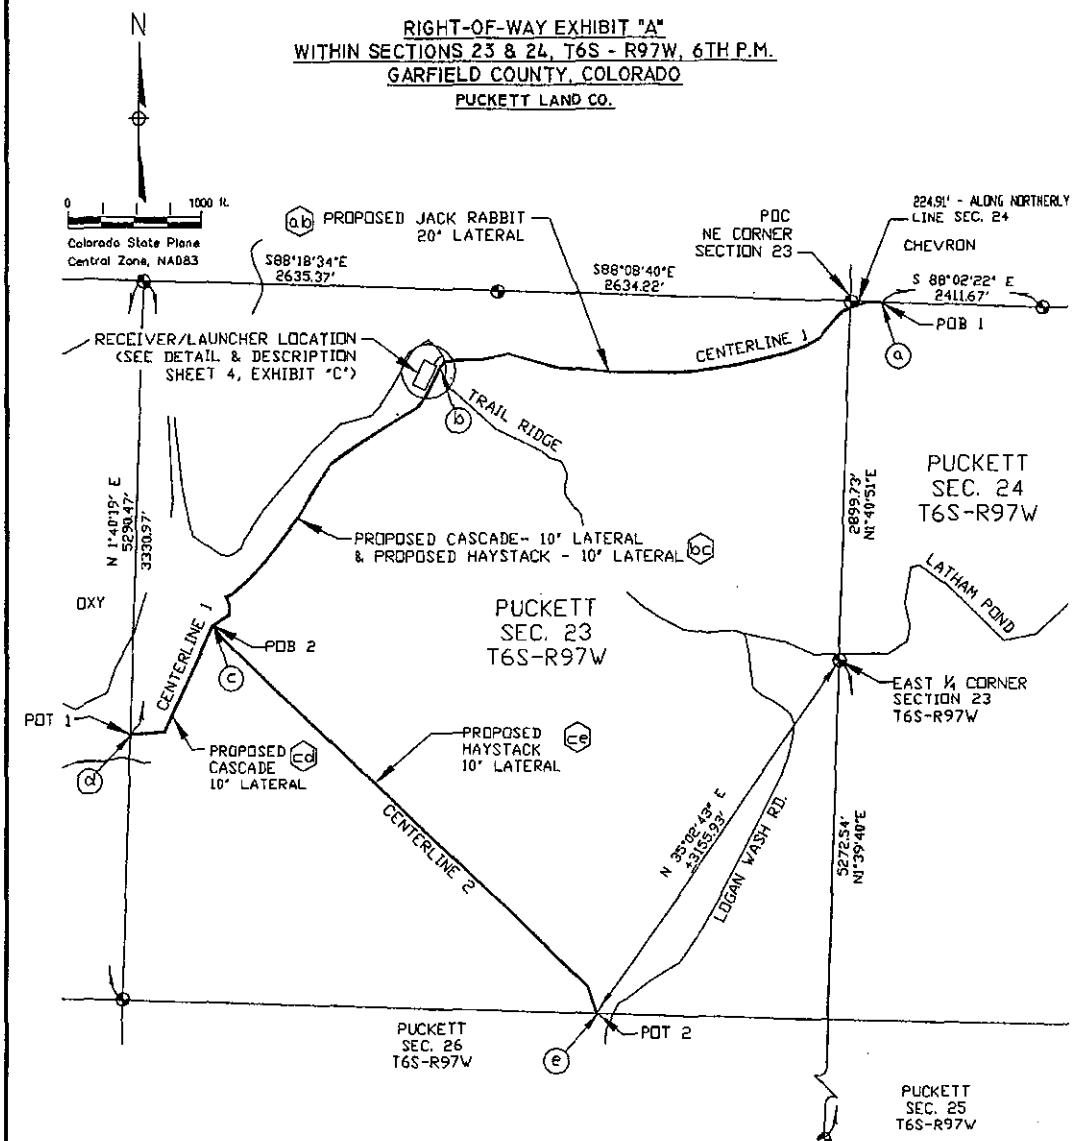 RIGHT-OF-WAY EXHIBIT "A"
WITHIN SECTIONS 23 & 24, T6S - R97W, 6TH P.M.
GARFIELD COUNTY, COLORADO
PUCKETT LAND CO.
N
0 1000 ft.
Colorado State Plane
Central Zone, NAD83
ab
PROPOSED JACK RABBIT
20" LATERAL
POC
NE CORNER
SECTION 23
224.91' - ALONG NORTHERLY
LINE SEC. 24
CHEVRON
S88°18'34"E
2635.37'
S88°08'40"E
2634.22'
S 88°02'22" E
2411.67'
RECEIVER/LAUNCHER LOCATION
(SEE DETAIL & DESCRIPTION
SHEET 4, EXHIBIT "C")
CENTERLINE 1
POB 1
a
b
TRAIL RIDGE
PUCKETT
SEC. 24
T6S-R97W
N 1°40'19" E
5290.47'
3330.97'
2899.73'
N1°40'51"E
PROPOSED CASCADE- 10" LATERAL
& PROPOSED HAYSTACK - 10" LATERAL
bc
OXY
PUCKETT
SEC. 23
T6S-R97W
LATHAM POND
CENTERLINE 1
POB 2
c
EAST ¼ CORNER
SECTION 23
T6S-R97W
POT 1
d
PROPOSED
CASCADE
10" LATERAL
cd
PROPOSED
HAYSTACK
10" LATERAL
ce
CENTERLINE 2
N 35°02'43" E
±3155.93'
LOGAN WASH RD.
5272.54'
N1°39'40"E
PUCKETT
SEC. 26
T6S-R97W
e
POT 2
PUCKETT
SEC. 25
T6S-R97W